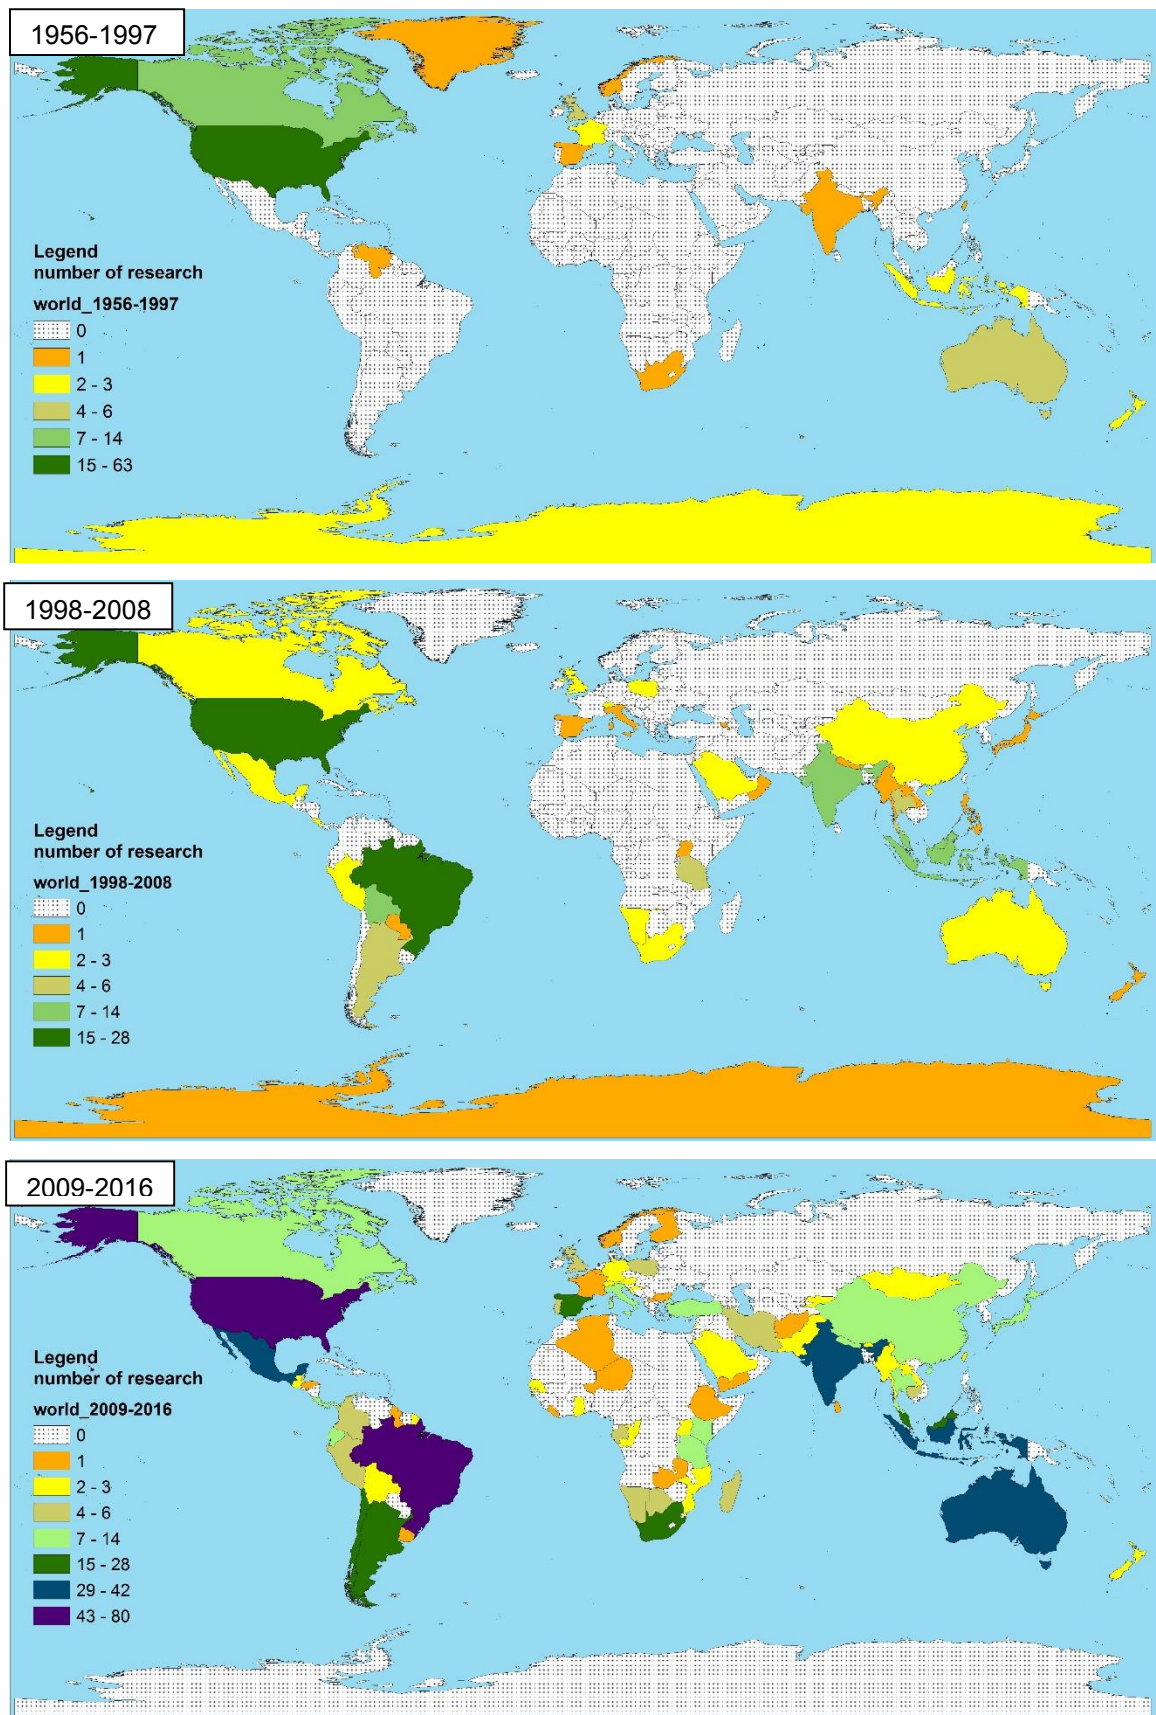 1956-1997
Legend
number of research
world_1956-1997
0
1
2 - 3
4 - 6
7 - 14
15 - 63
1998-2008
Legend
number of research
world_1998-2008
0
1
2 - 3
4 - 6
7 - 14
15 - 28
2009-2016
Legend
number of research
world_2009-2016
0
1
2 - 3
4 - 6
7 - 14
15 - 28
29 - 42
43 - 80